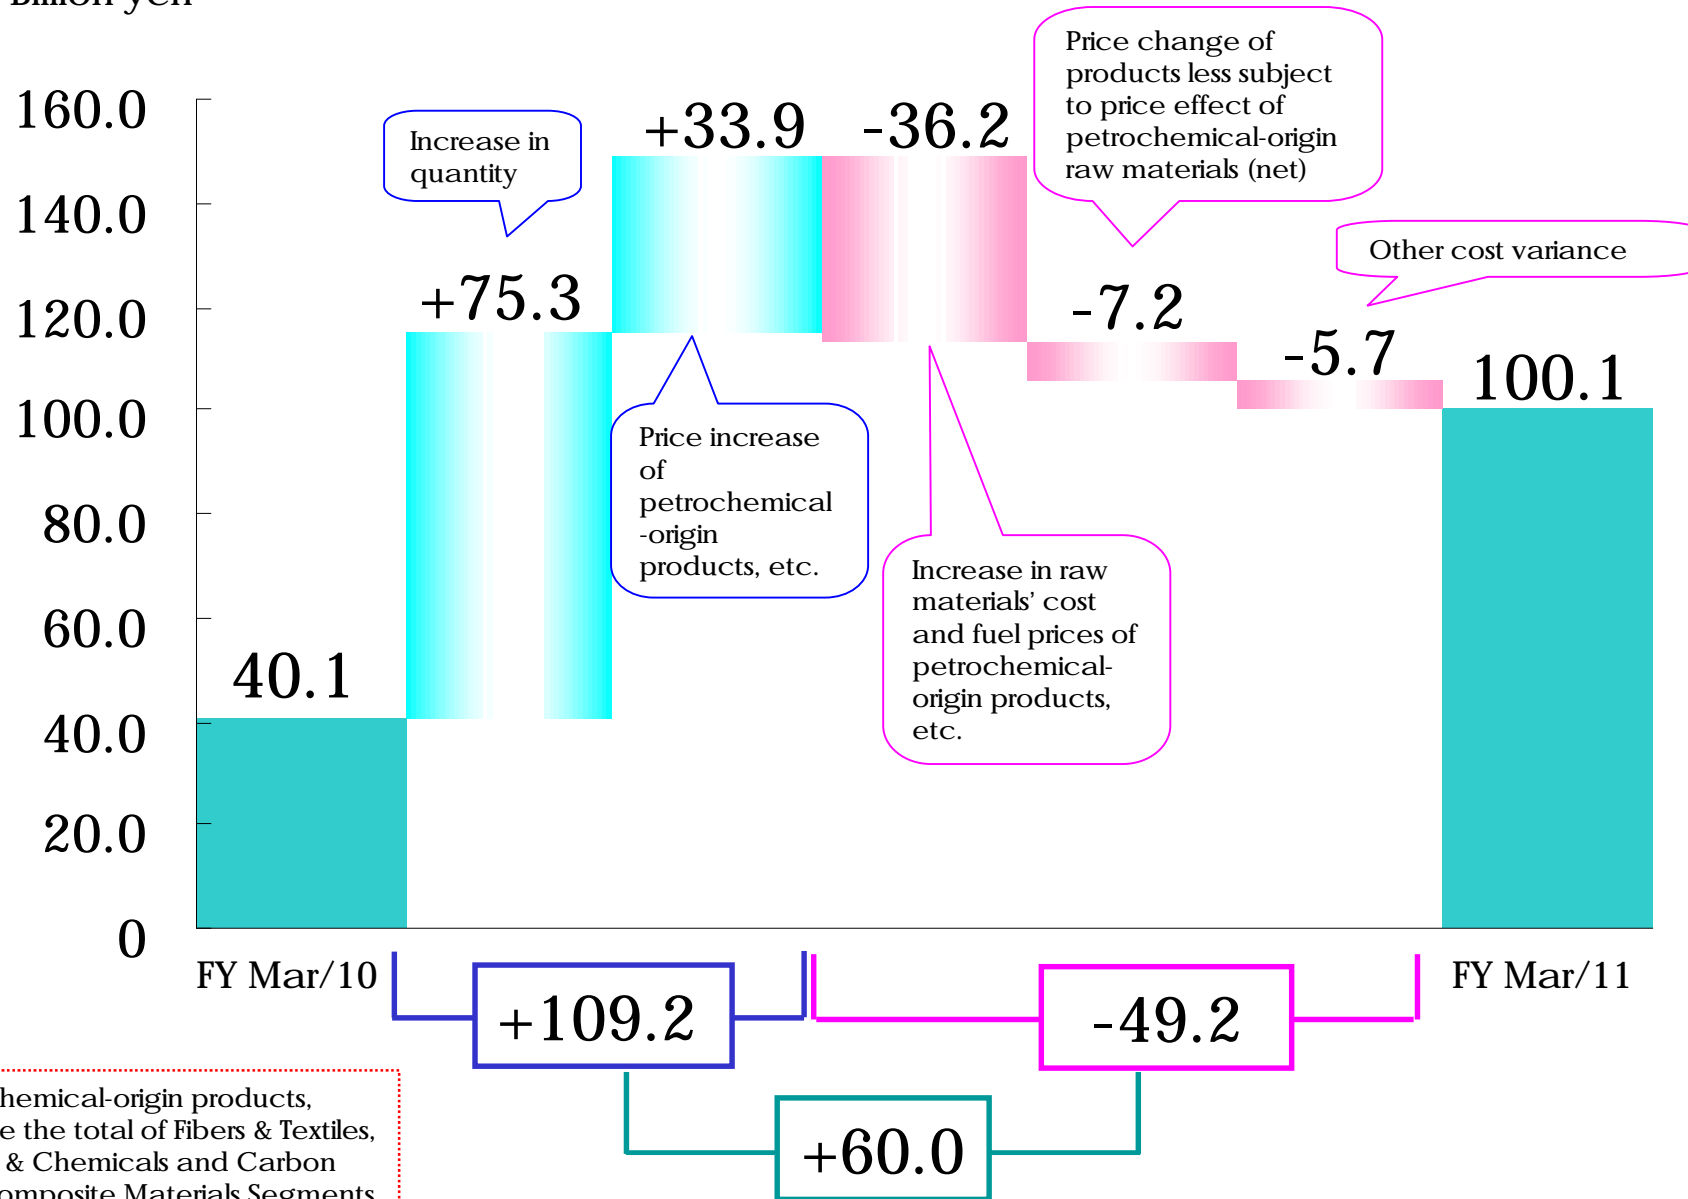 Billion yen
160.0
140.0
120.0
100.0
80.0
60.0
40.0
20.0
0
40.1
+75.3
+33.9
-36.2
-7.2
-5.7
100.1
Increase in
quantity
Price increase
of
petrochemical
-origin
products, etc.
Increase in raw
materials’ cost
and fuel prices of
petrochemical-
origin products,
etc.
Price change of
products less subject
to price effect of
petrochemical-origin
raw materials (net)
Other cost variance
FY Mar/10
FY Mar/11
+109.2
-49.2
+60.0
hemical-origin products,
e the total of Fibers & Textiles,
& Chemicals and Carbon
omposite Materials Segments